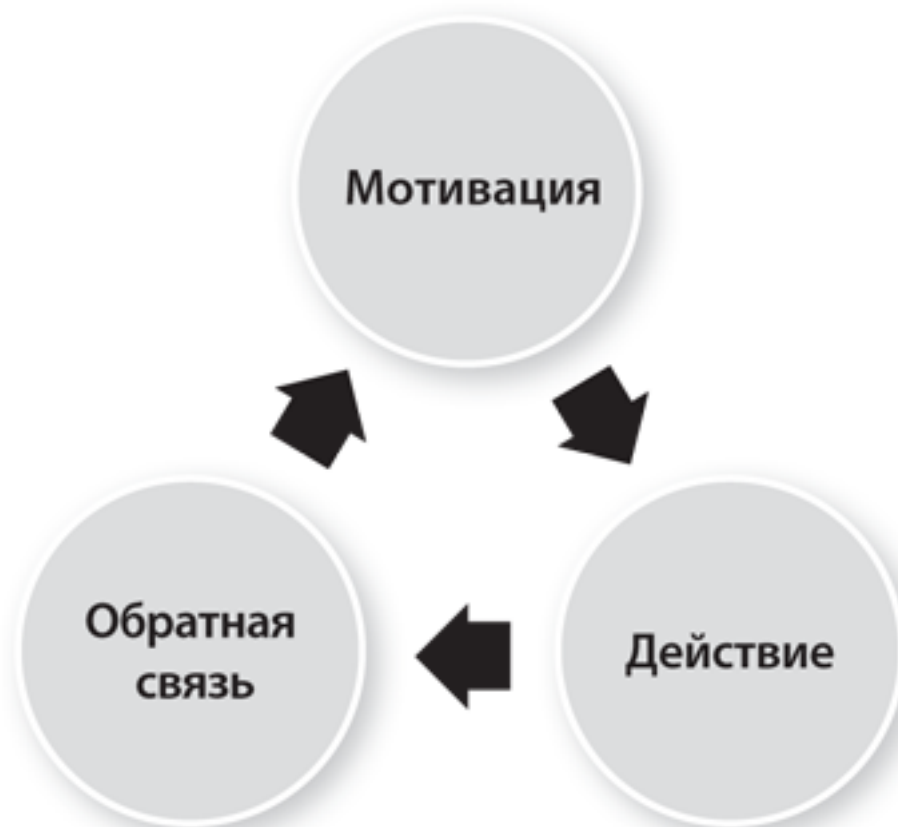 Мотивация
Обратная
связь
Действие